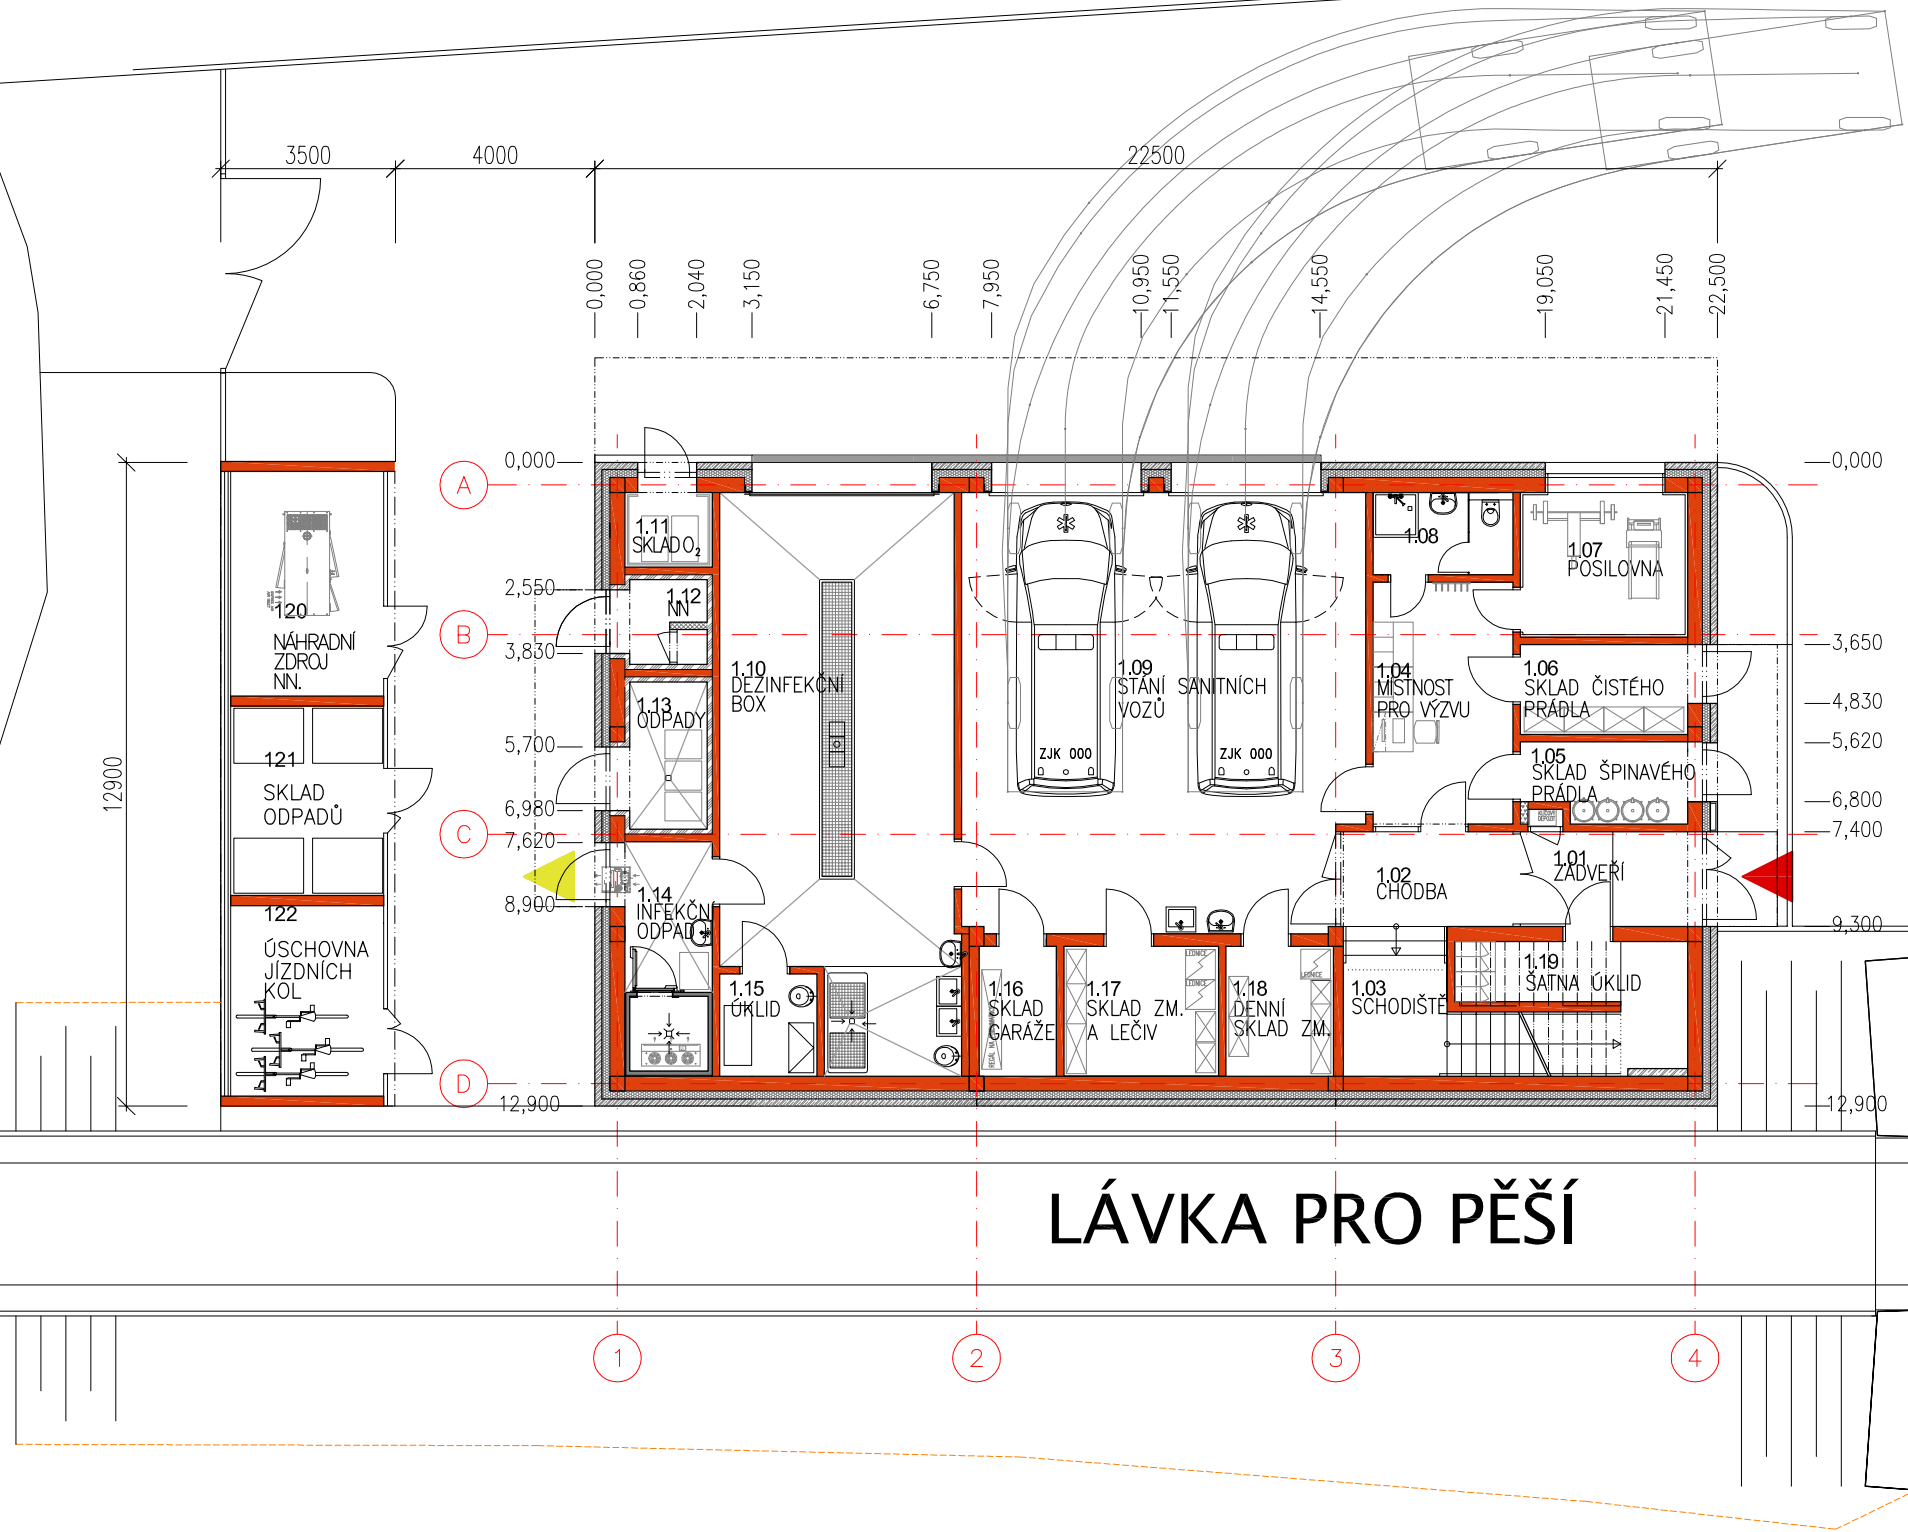 3500
4000
22500
0,000
0,860
2,040
3,150
6,750
7,950
10,950
11,550
14,550
19,050
21,450
22,500
12900
0,000
2,550
3,830
5,700
6,980
7,620
8,900
12,900
A
B
C
D
0,000
3,650
4,830
5,620
6,800
7,400
9,300
12,900
120
NÁHRADNÍ
ZDROJ
NN.
121
SKLAD
ODPADŮ
122
ÚSCHOVNA
JÍZDNÍCH
KOL
1.11
SKLAD O2
1.12
NN
1.13
ODPADY
1.14
INFEKČNÍ
ODPAD
1.10
DEZINFEKČNÍ
BOX
1.15
ÚKLID
1.09
STÁNÍ SANITNÍCH
VOZŮ
ZJK 000
ZJK 000
1.08
1.07
POSILOVNA
1.04
MÍSTNOST
PRO VÝZVU
1.06
SKLAD ČISTÉHO
PRÁDLA
1.05
SKLAD ŠPINAVÉHO
PRÁDLA
KLÍČOVÝ
DEPOZIT
1.01
ZÁDVEŘÍ
1.02
CHODBA
1.03
SCHODIŠTĚ
1.19
ŠATNA ÚKLID
1.16
SKLAD
GARÁŽE
1.17
SKLAD ZM.
A LÉČIV
LEDNICE
LEDNICE
1.18
DENNÍ
SKLAD ZM.
LEDNICE
LÁVKA PRO PĚŠÍ
1
2
3
4